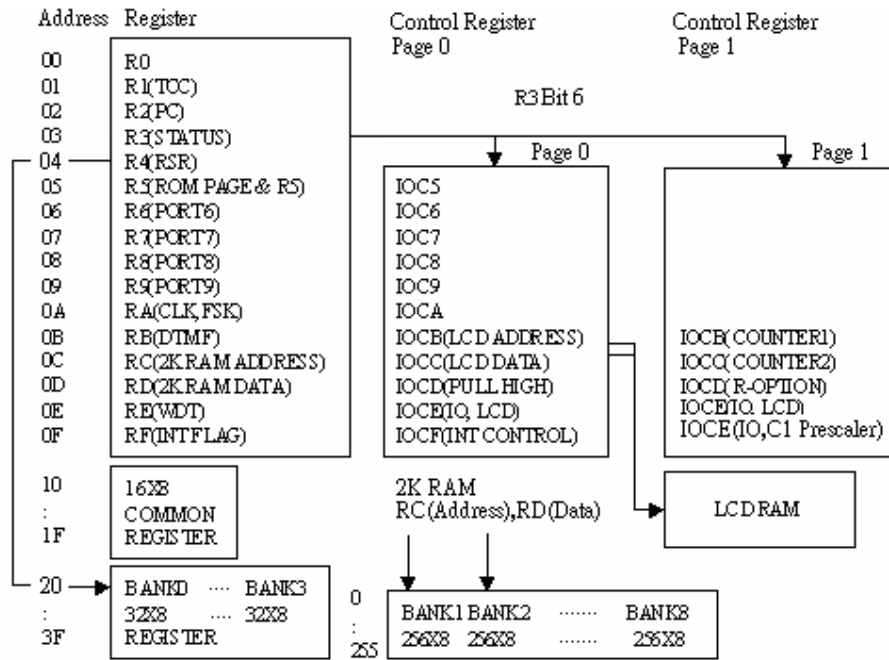 Address Register
Control Register
Page 0
Control Register
Page 1
00 R0
01 R1(TCC)
02 R2(PC)
03 R3(STATUS)
04 R4(RSR)
05 R5(ROM PAGE & R5)
06 R6(PORT6)
07 R7(PORT7)
08 R8(PORT8)
09 R9(PORT9)
0A RA(CLK,FSK)
0B RB(DTMF)
0C RC(2K RAM ADDRESS)
0D RD(2K RAM DATA)
0E RE(WDT)
0F RF(INT FLAG)
R3 Bit 6
Page 0
IOC5
IOC6
IOC7
IOC8
IOC9
IOCA
IOCB(LCD ADDRESS)
IOCC(LCD DATA)
IOCD(PULL HIGH)
IOCE(IO, LCD)
IOCF(INT CONTROL)
Page 1
IOCB(COUNTER1)
IOCC(COUNTER2)
IOCD(R-OPTION)
IOCE(IO, LCD)
IOCE(IO,C1 Prescaler)
10 16X8
: COMMON
1F REGISTER
2K RAM
RC(Address),RD(Data)
LCD RAM
20 BANK0 .... BANK3
: 32X8 .... 32X8
3F REGISTER
0 BANK1 BANK2 ....... BANK8
: 256X8 256X8 ....... 256X8
255